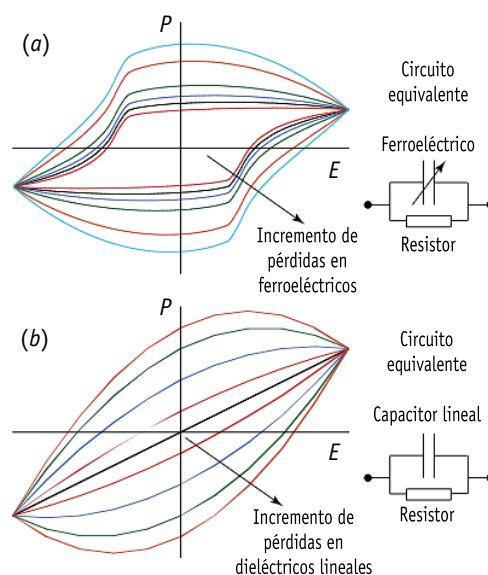 P
(a)
Circuito
equivalente
Ferroeléctrico
E
Incremento de
pérdidas en
ferroeléctricos
Resistor
P
(b)
Circuito
equivalente
Capacitor lineal
E
Incremento de
pérdidas en
dieléctricos lineales
Resistor